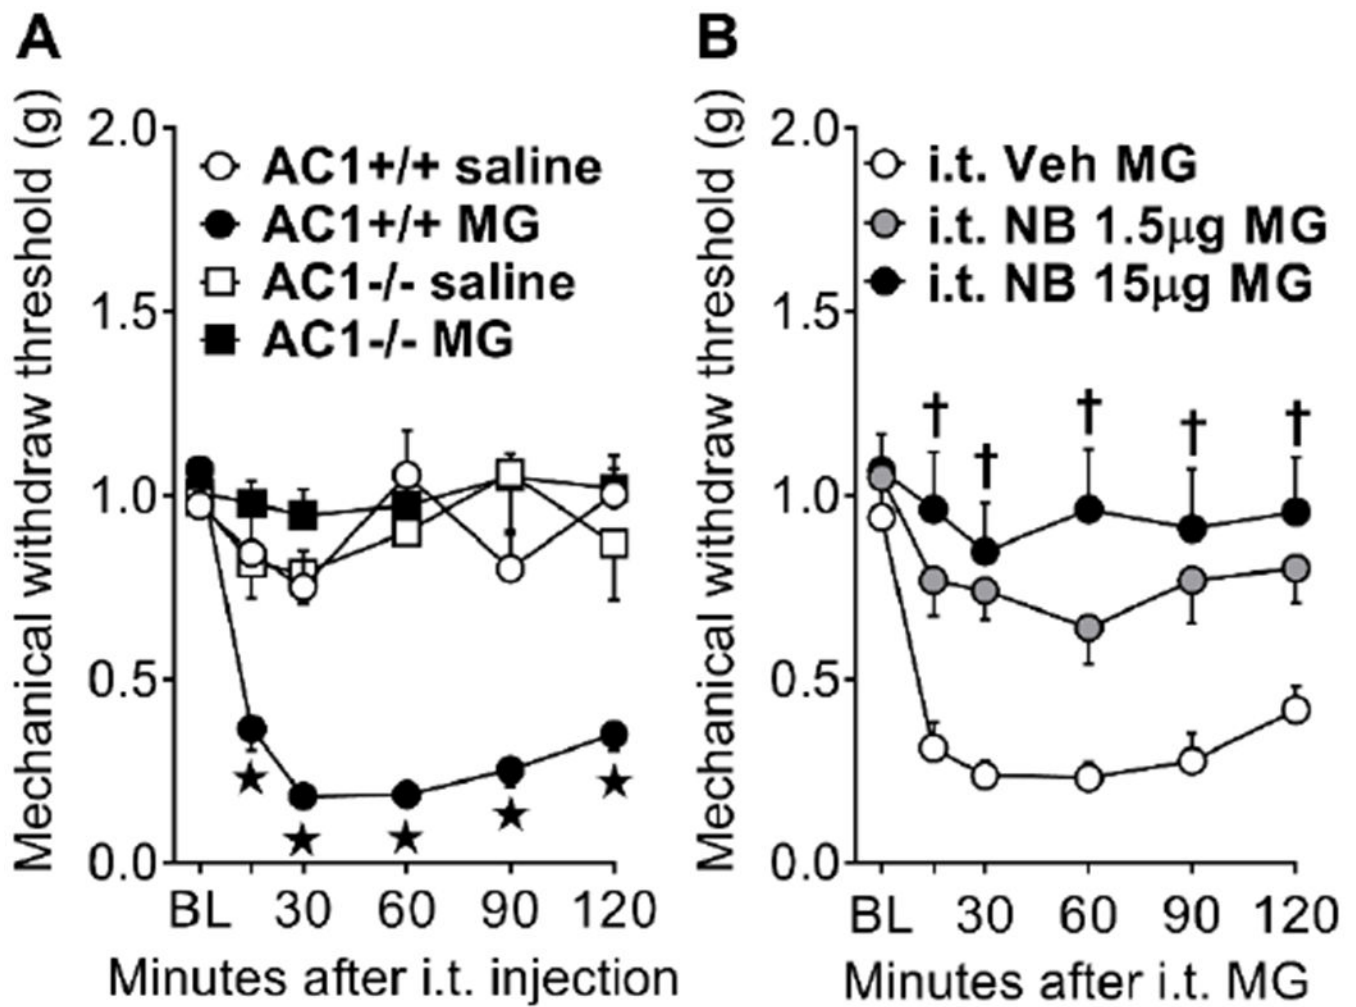 A
Mechanical withdraw threshold (g)
2.0
1.5
1.0
0.5
0.0
AC1+/+ saline
AC1+/+ MG
AC1-/- saline
AC1-/- MG
★ ★ ★ ★ ★
BL 30 60 90 120
Minutes after i.t. injection
B
Mechanical withdraw threshold (g)
2.0
1.5
1.0
0.5
0.0
i.t. Veh MG
i.t. NB 1.5μg MG
i.t. NB 15μg MG
† † † † †
BL 30 60 90 120
Minutes after i.t. MG